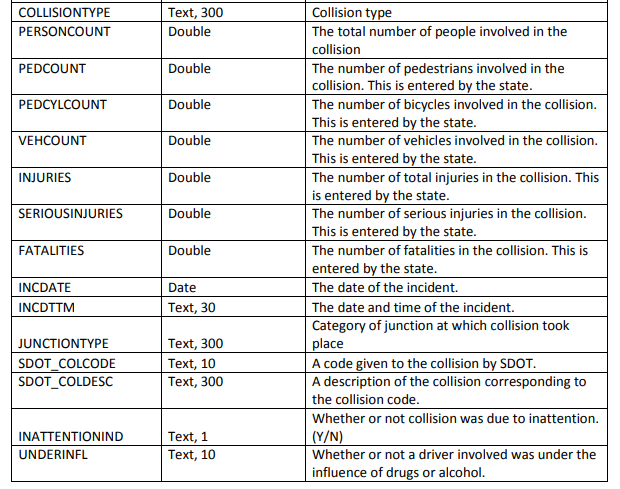 COLLISIONTYPE Text, 300 Collision type
PERSONCOUNT Double The total number of people involved in the
collision
PEDCOUNT Double The number of pedestrians involved in the
collision. This is entered by the state.
PEDCYLCOUNT Double The number of bicycles involved in the collision.
This is entered by the state.
VEHCOUNT Double The number of vehicles involved in the collision.
This is entered by the state.
INJURIES Double The number of total injuries in the collision. This
is entered by the state.
SERIOUSINJURIES Double The number of serious injuries in the collision.
This is entered by the state.
FATALITIES Double The number of fatalities in the collision. This is
entered by the state.
INCDATE Date The date of the incident.
INCDTTM Text, 30 The date and time of the incident.
Category of junction at which collision took
JUNCTIONTYPE Text, 300 place
SDOT_COLCODE Text, 10 A code given to the collision by SDOT.
SDOT_COLDESC Text, 300 A description of the collision corresponding to
the collision code.
Whether or not collision was due to inattention.
INATTENTIONIND Text, 1 (Y/N)
UNDERINFL Text, 10 Whether or not a driver involved was under the
influence of drugs or alcohol.